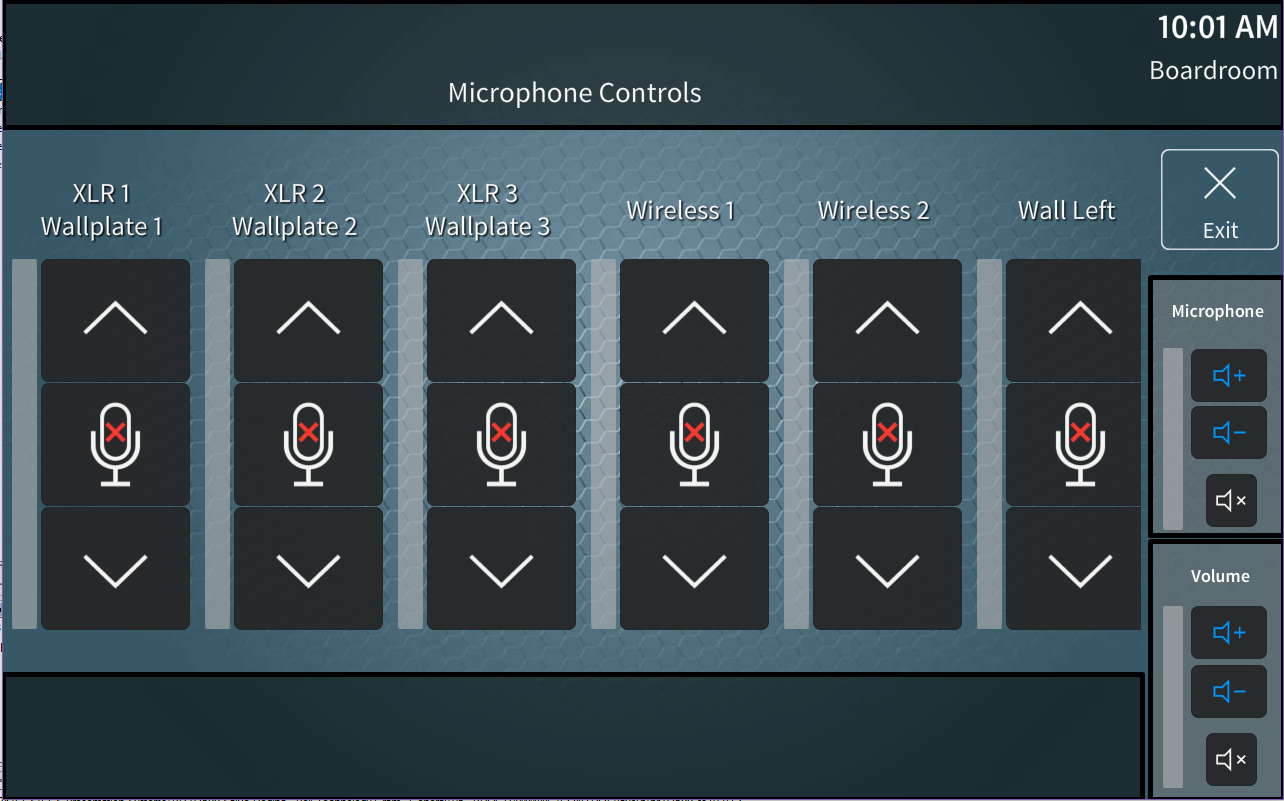 10:01 AM
Boardroom
Microphone Controls
XLR 1
Wallplate 1
XLR 2
Wallplate 2
XLR 3
Wallplate 3
Wireless 1
Wireless 2
Wall Left
Exit
Microphone
Volume